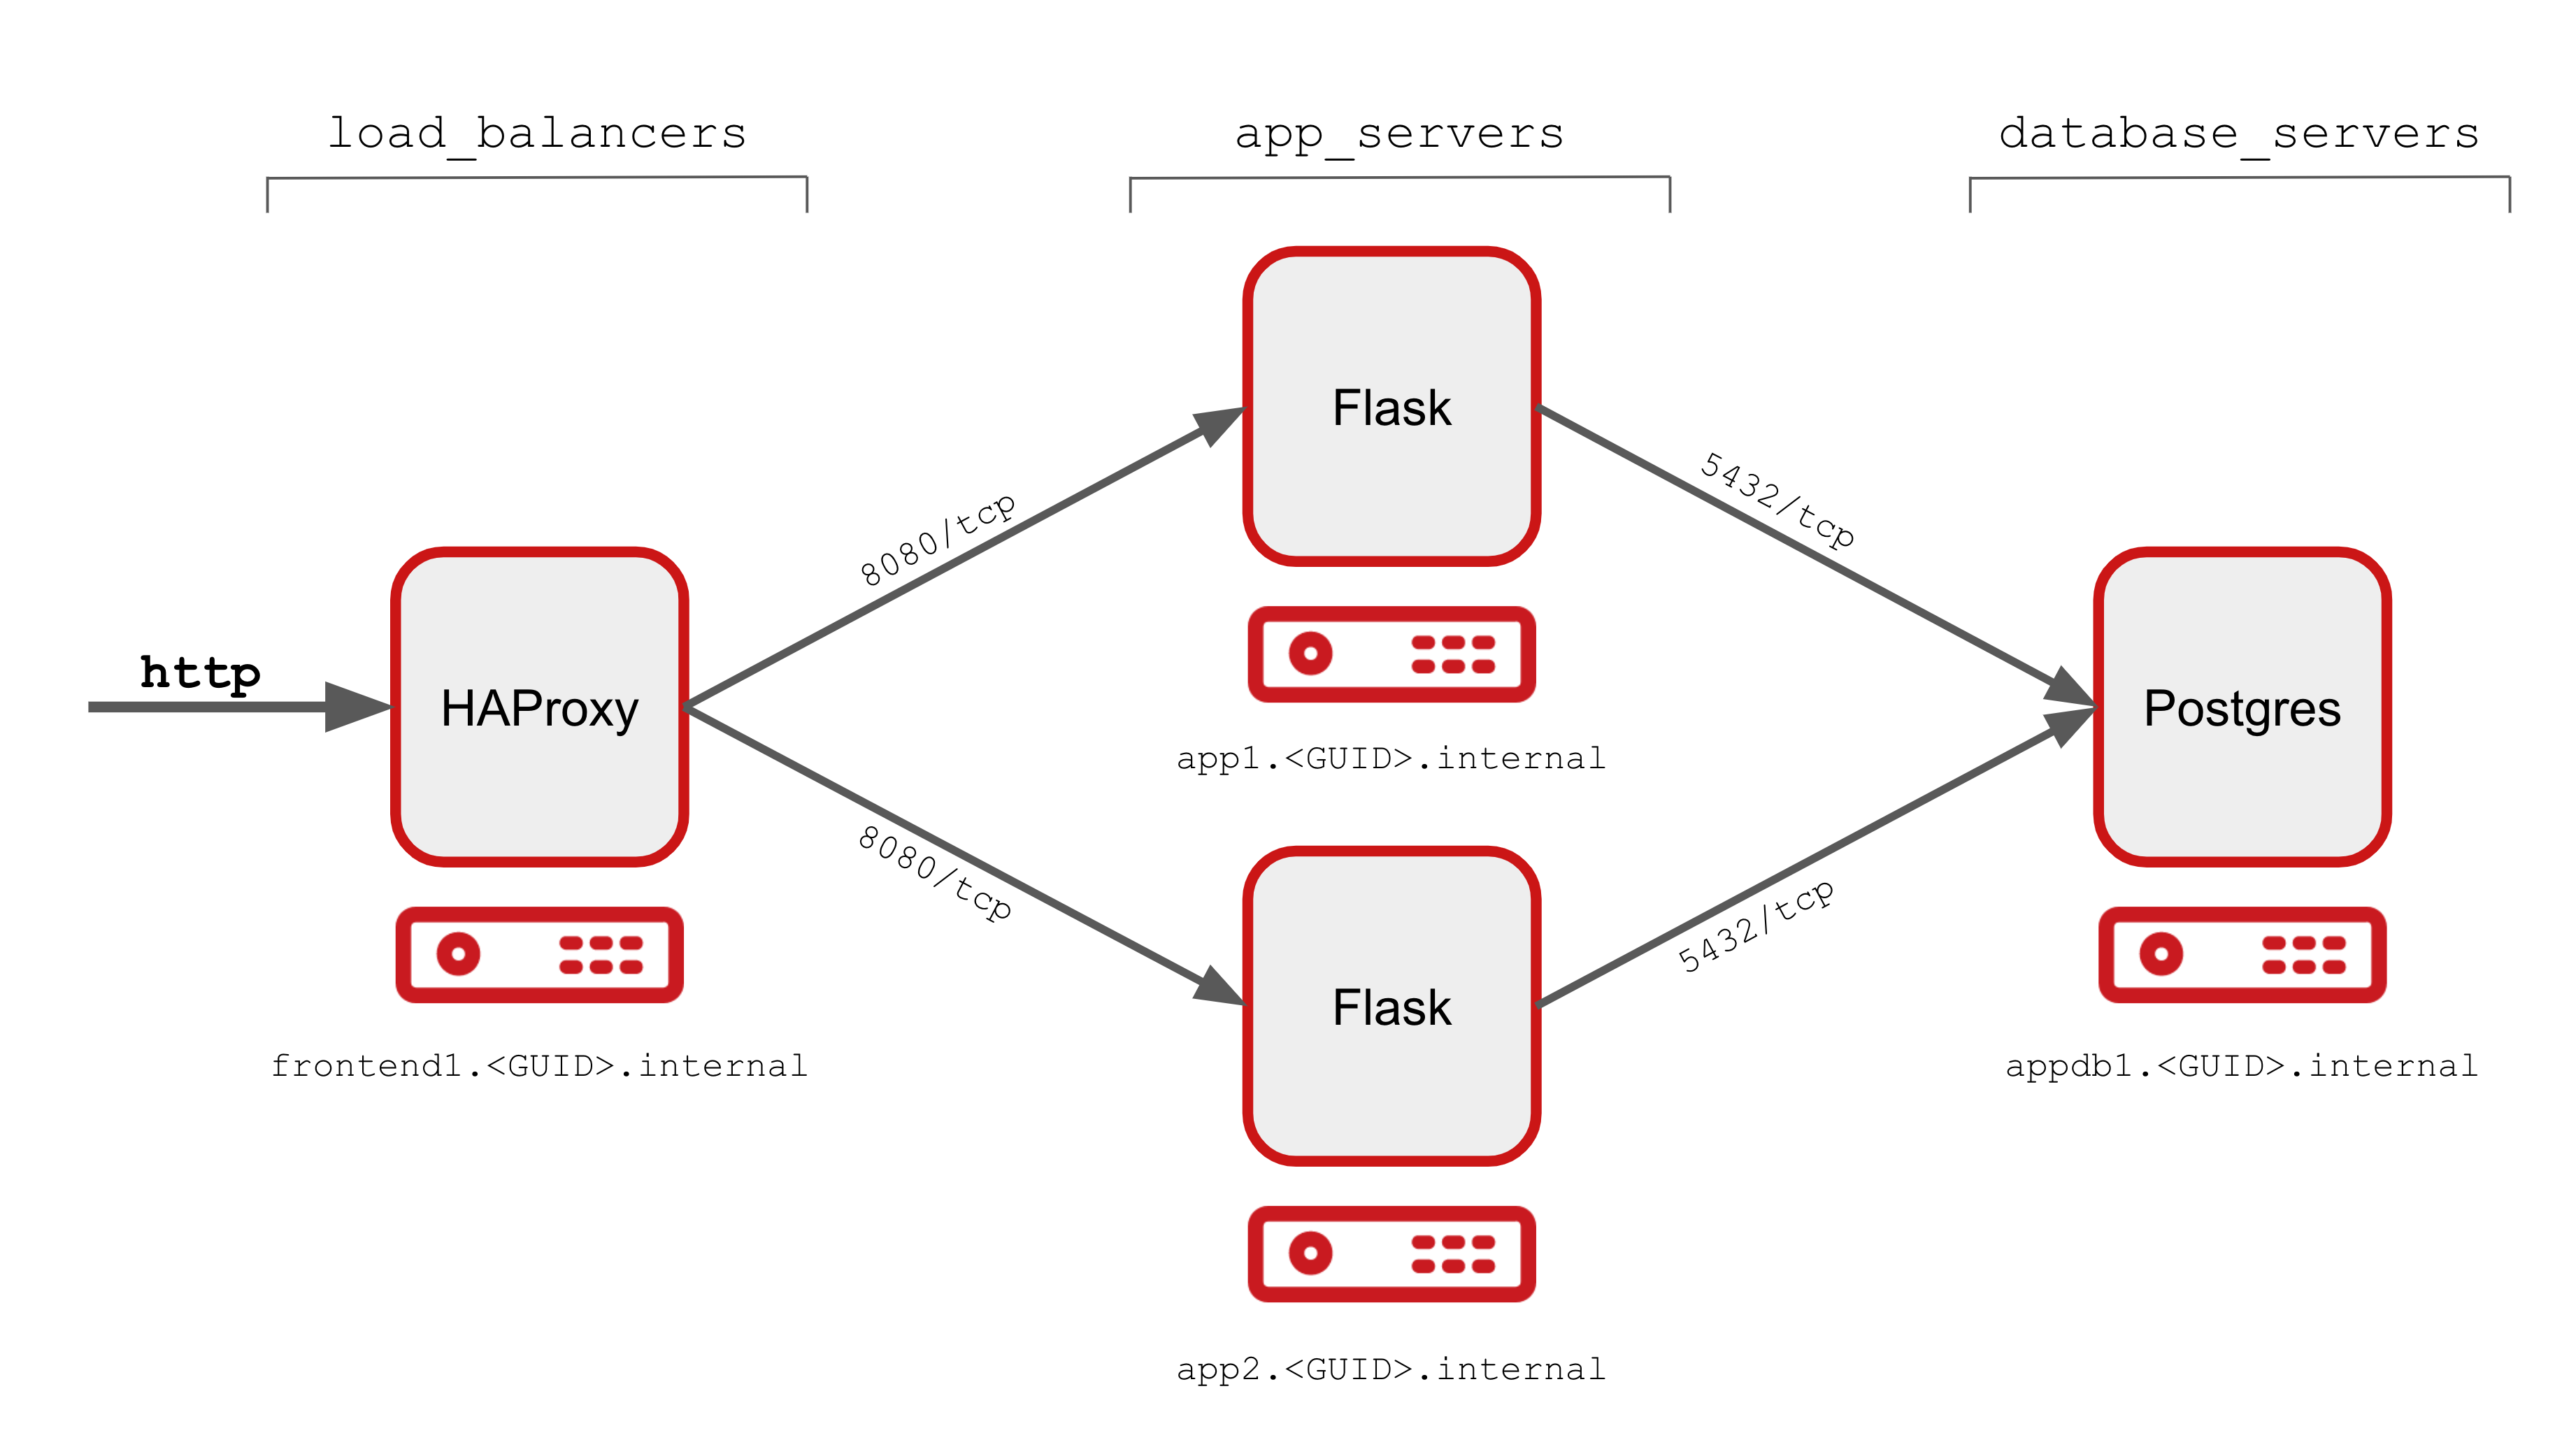 load_balancers
app_servers
database_servers
http
HAProxy
frontend1.<GUID>.internal
8080/tcp
8080/tcp
Flask
app1.<GUID>.internal
Flask
app2.<GUID>.internal
5432/tcp
5432/tcp
Postgres
appdb1.<GUID>.internal